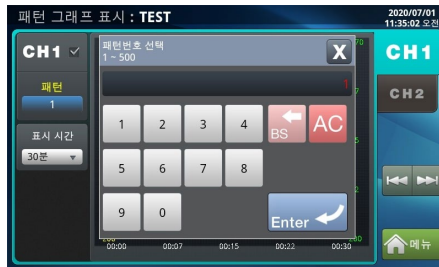 패턴 그래프 표시 : TEST
2020/07/01
11:35:02 오전
CH1
패턴
1
표시 시간
30분
패턴번호 선택
1 ~ 500
X
1
1 2 3 4 BS AC
5 6 7 8
9 0 Enter
00:00 00:07 00:15 00:22 00:30
CH1
CH2
메뉴